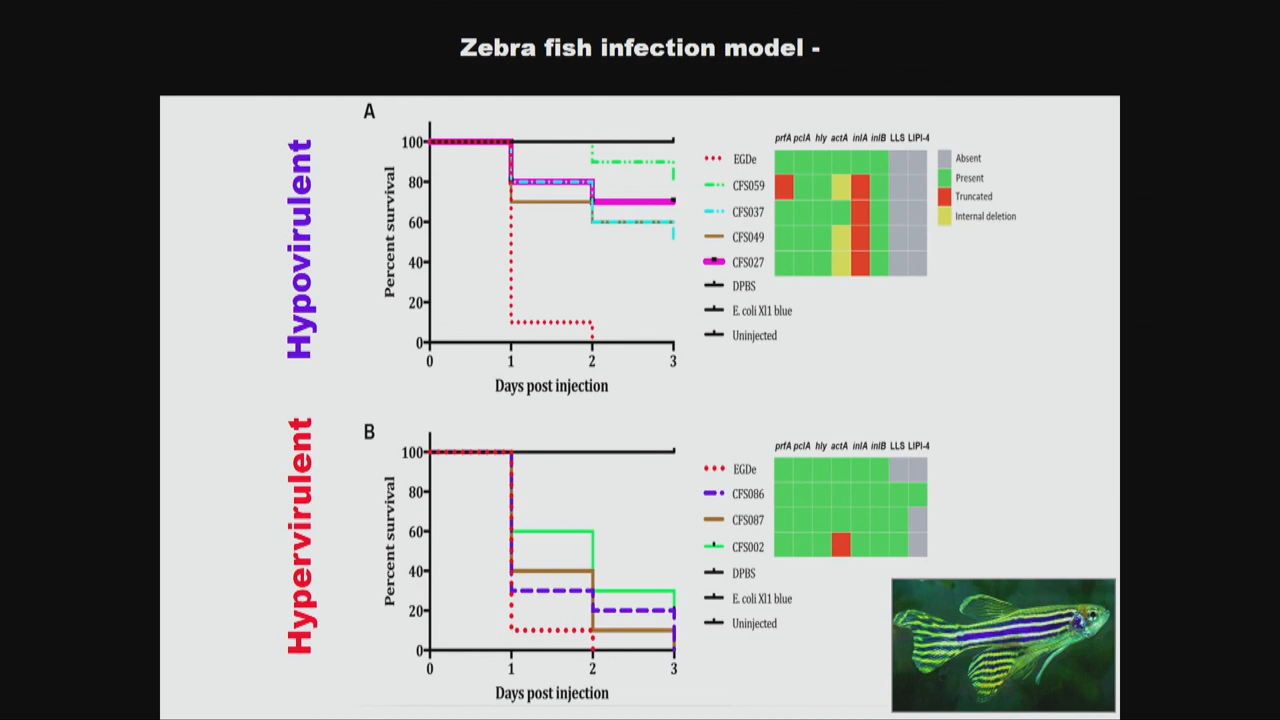 Zebra fish infection model -
Hypovirulent
A
Percent survival
100
80
60
40
20
0
0 1 2 3
Days post injection
EGDe
CFS059
CFS037
CFS049
CFS027
DPBS
E. coli Xl1 blue
Uninjected
prfA pclA hly actA inlA inlB LLS LIPI-4
Absent
Present
Truncated
Internal deletion
Hypervirulent
B
Percent survival
100
80
60
40
20
0
0 1 2 3
Days post injection
EGDe
CFS086
CFS087
CFS002
DPBS
E. coli Xl1 blue
Uninjected
prfA pclA hly actA inlA inlB LLS LIPI-4